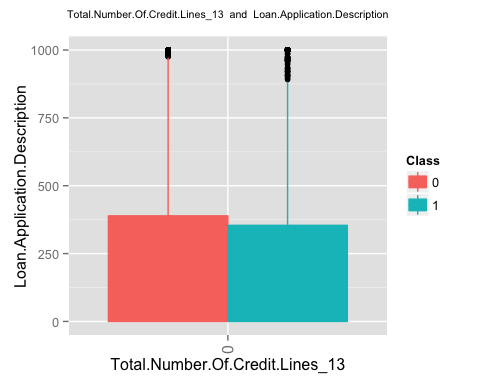 Total.Number.Of.Credit.Lines_13 and Loan.Application.Description
1000
750
500
250
0
Loan.Application.Description
0
Total.Number.Of.Credit.Lines_13
Class
0
1